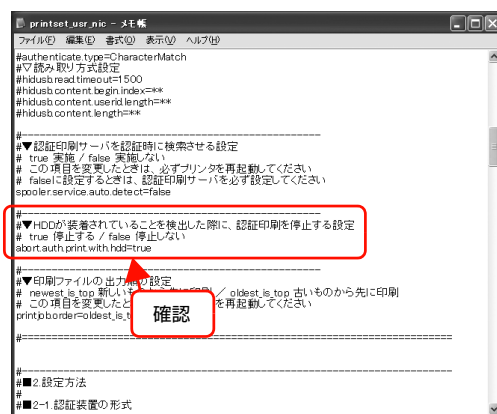 printset_usr_nic - メモ帳
ファイル(F) 編集(E) 書式(O) 表示(V) ヘルプ(H)
#authenticate.type=CharacterMatch
#▽読み取り方式設定
#hidusb.read.timeout=1500
#hidusb.content.begin.index=**
#hidusb.content.userid.length=**
#hidusb.content.length=**
#------------------------------------------------------------
#▼認証印刷サーバを認証時に検索させる設定
# true 実施 / false 実施しない
# この項目を変更したときは、必ずプリンタを再起動してください
# falseに設定するときは、認証印刷サーバを必ず設定してください
spooler.service.auto.detect=false
#------------------------------------------------------------
#▼HDDが装着されていることを検出した際に、認証印刷を停止する設定
# true 停止する / false 停止しない
abort.auth.print.with.hdd=true
#------------------------------------------------------------
#▼印刷ファイルの出力 の設定
# newest_is_top 新しい から先に印刷 / oldest_is_top 古いものから先に印刷
# この項目を変更したと を再起動してください
printjob.order=oldest_is_t
確認
#============================================================
#------------------------------------------------------------
#■2.設定方法
#
#■2-1.認証装置の形式